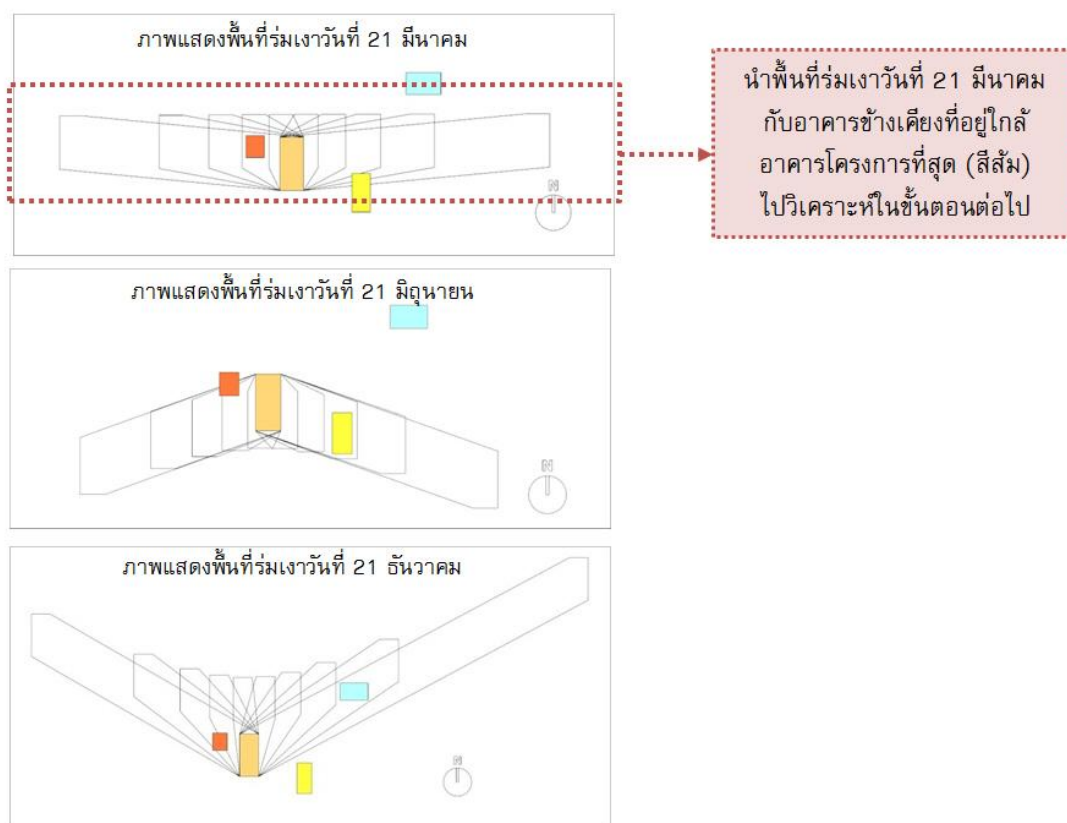 ภาพแสดงพื้นที่ร่มเงาวันที่ 21 มีนาคม
นำพื้นที่ร่มเงาวันที่ 21 มีนาคม
กับอาคารข้างเคียงที่อยู่ใกล้
อาคารโครงการที่สุด (สีส้ม)
ไปวิเคราะห์ในขั้นตอนต่อไป
N
ภาพแสดงพื้นที่ร่มเงาวันที่ 21 มิถุนายน
N
ภาพแสดงพื้นที่ร่มเงาวันที่ 21 ธันวาคม
N